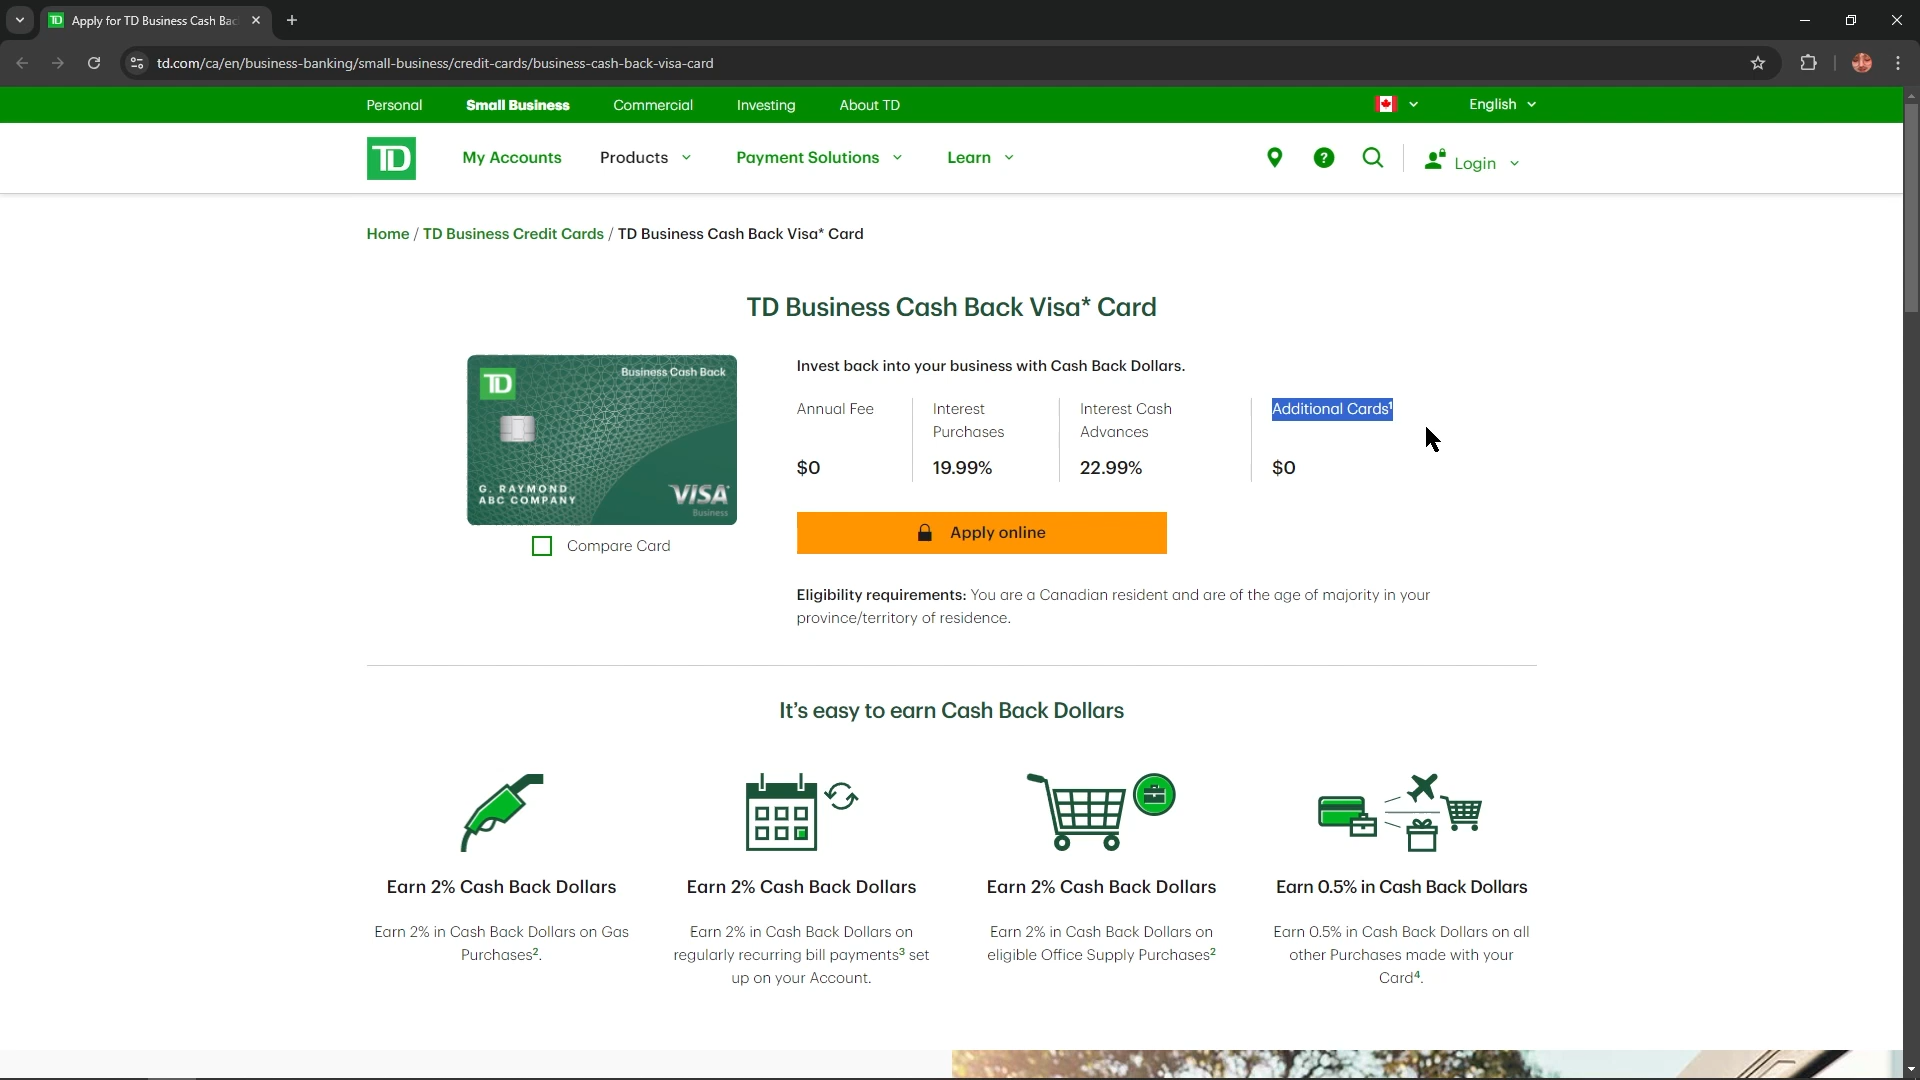 TD Apply for TD Business Cash Bac
td.com/ca/en/business-banking/small-business/credit-cards/business-cash-back-visa-card
Personal Small Business Commercial Investing About TD English
TD My Accounts Products Payment Solutions Learn ? Login
Home / TD Business Credit Cards / TD Business Cash Back Visa* Card
TD Business Cash Back Visa* Card
TD Business Cash Back
G. RAYMOND
ABC COMPANY
VISA
Business
Compare Card
Invest back into your business with Cash Back Dollars.
Annual Fee
$0
Interest
Purchases
19.99%
Interest Cash
Advances
22.99%
Additional Cards¹
$0
Apply online
Eligibility requirements: You are a Canadian resident and are of the age of majority in your
province/territory of residence.
It's easy to earn Cash Back Dollars
Earn 2% Cash Back Dollars
Earn 2% in Cash Back Dollars on Gas
Purchases².
Earn 2% Cash Back Dollars
Earn 2% in Cash Back Dollars on
regularly recurring bill payments³ set
up on your Account.
Earn 2% Cash Back Dollars
Earn 2% in Cash Back Dollars on
eligible Office Supply Purchases²
Earn 0.5% in Cash Back Dollars
Earn 0.5% in Cash Back Dollars on all
other Purchases made with your
Card⁴.